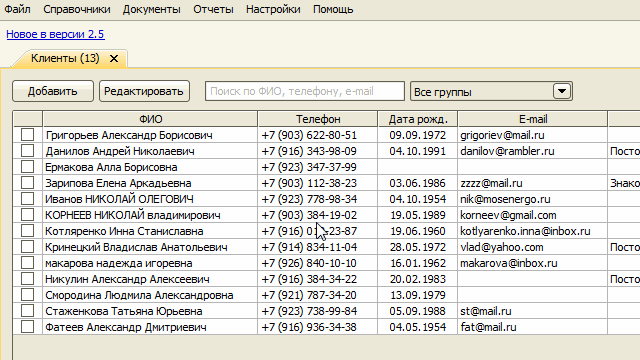 Файл Справочники Документы Отчеты Настройки Помощь
Новое в версии 2.5
Клиенты (13)
Добавить Редактировать Поиск по ФИО, телефону, e-mail Все группы
ФИО Телефон Дата рожд. E-mail
Григорьев Александр Борисович +7 (903) 622-80-51 09.09.1972 grigoriev@mail.ru
Данилов Андрей Николаевич +7 (916) 343-98-09 04.10.1991 danilov@rambler.ru Посто
Ермакова Алла Борисовна +7 (923) 347-37-99
Зарипова Елена Аркадьевна +7 (903) 112-38-23 03.06.1986 zzzz@mail.ru Знако
Иванов НИКОЛАЙ ОЛЕГОВИЧ +7 (923) 778-98-34 04.10.1954 nik@mosenergo.ru
КОРНЕЕВ НИКОЛАЙ владимирович +7 (903) 384-19-02 19.05.1989 korneev@gmail.com
Котляренко Инна Станиславна +7 (916) 19.06.1960 kotlyarenko.inna@inbox.ru
Кринецкий Владислав Анатольевич +7 (914) 834-11-04 28.05.1972 vlad@yahoo.com Посто
макарова надежда игоревна +7 (926) 840-10-10 16.01.1962 makarova@inbox.ru
Никулин Александр Алексеевич +7 (916) 384-34-22 20.02.1983 Посто
Смородина Людмила Александровна +7 (921) 787-34-20 13.09.1979
Стаженкова Татьяна Юрьевна +7 (923) 738-99-84 05.09.1988 st@mail.ru
Фатеев Александр Дмитриевич +7 (916) 936-34-38 04.05.1954 fat@mail.ru